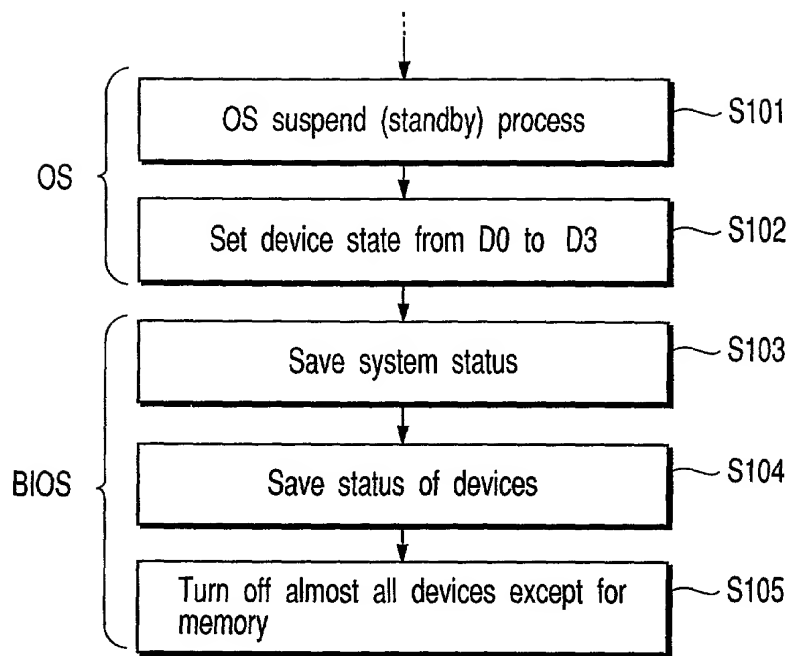 OS suspend (standby) process
S101
OS
Set device state from D0 to D3
S102
Save system status
S103
BIOS
Save status of devices
S104
Turn off almost all devices except for
memory
S105